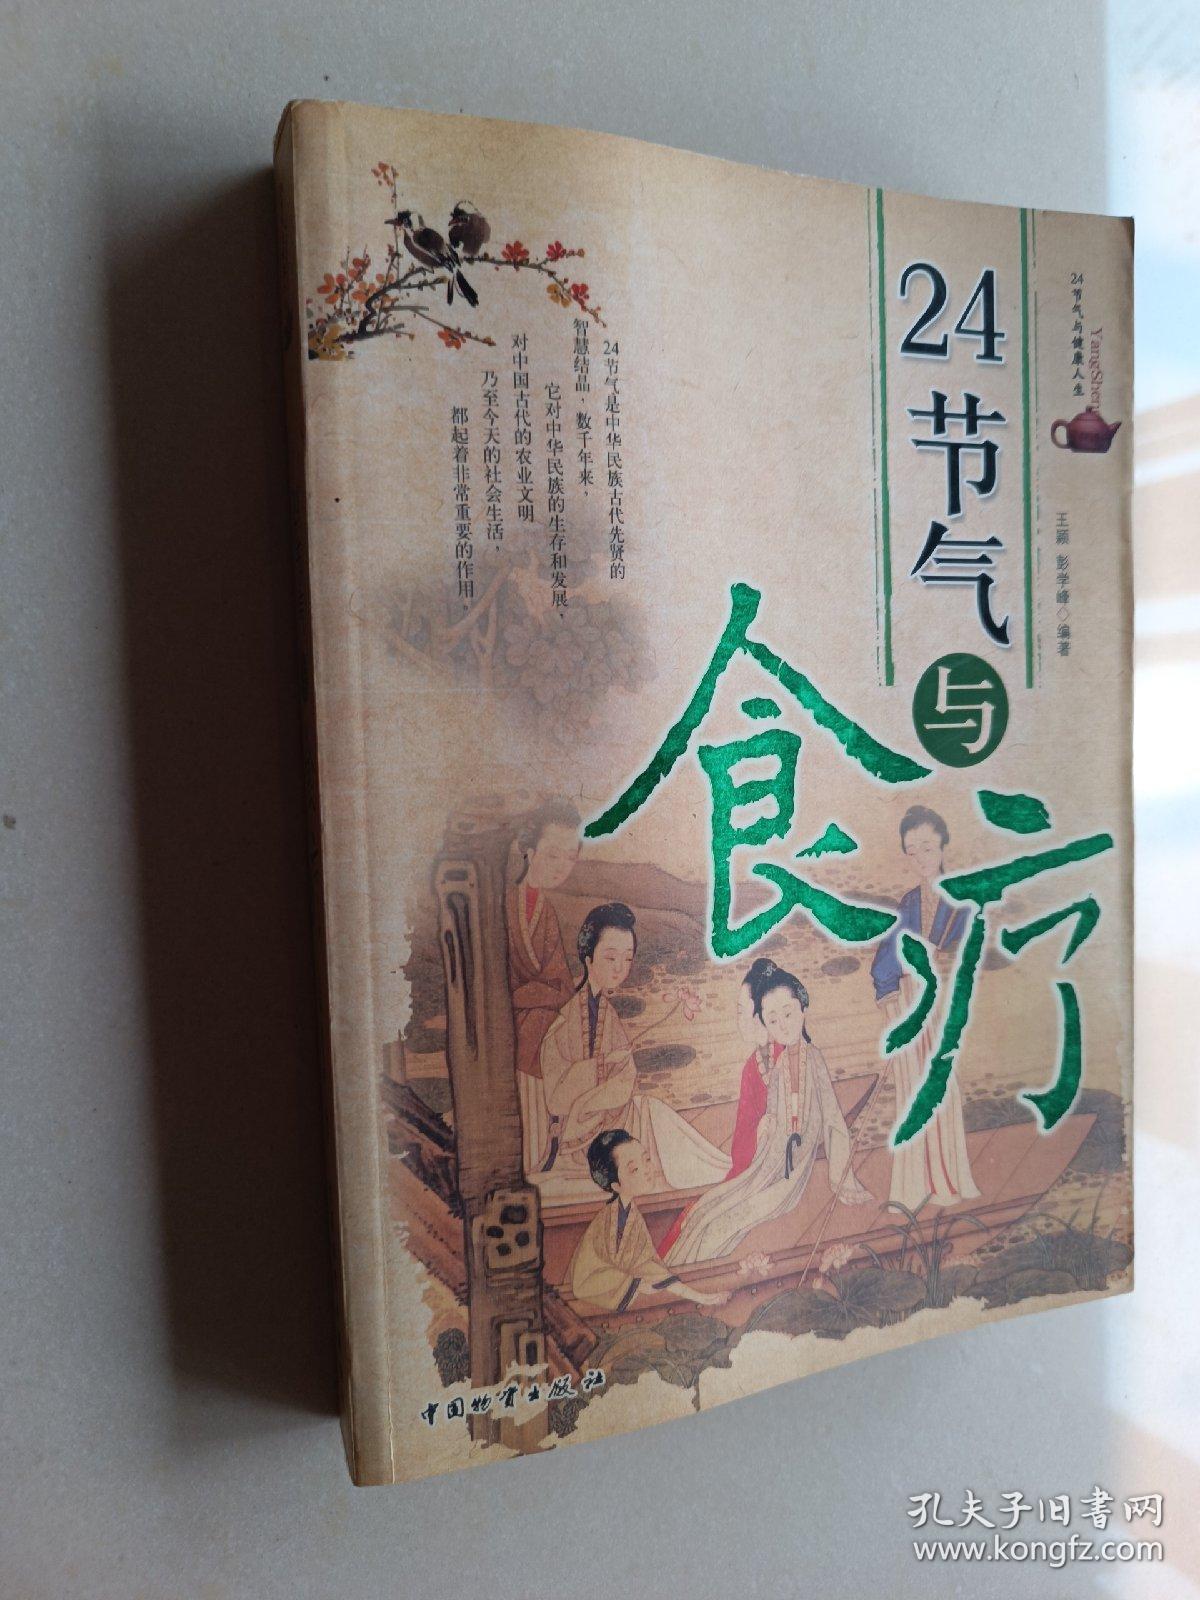 24节气与健康人生
YangSheng
王颖 彭学峰◇编著
24节气
与
食疗
24节气是中华民族古代先贤的
智慧结晶，数千年来，
它对中华民族的生存和发展、
对中国古代的农业文明
乃至今天的社会生活，
都起着非常重要的作用。
中国物资出版社
孔夫子旧书网
www.kongfz.com